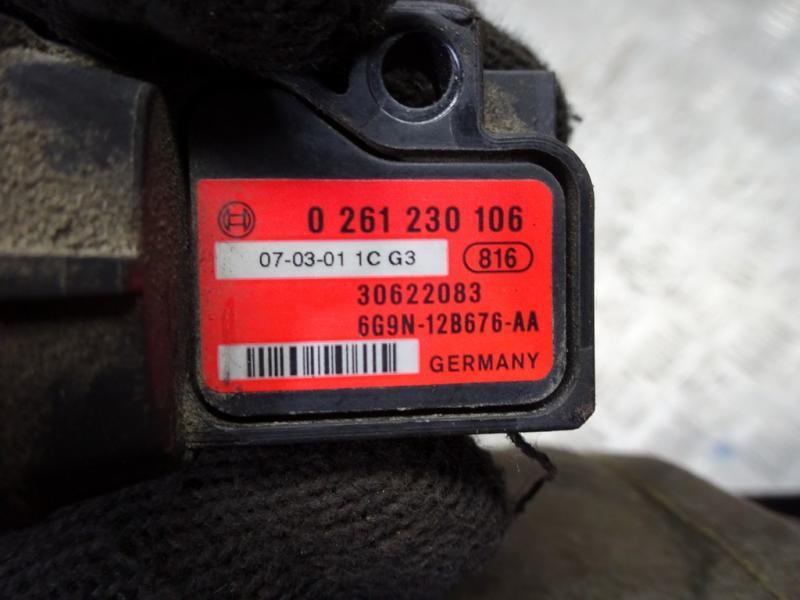 0 261 230 106
07-03-01 1C G3
816
30622083
6G9N-12B676-AA
GERMANY